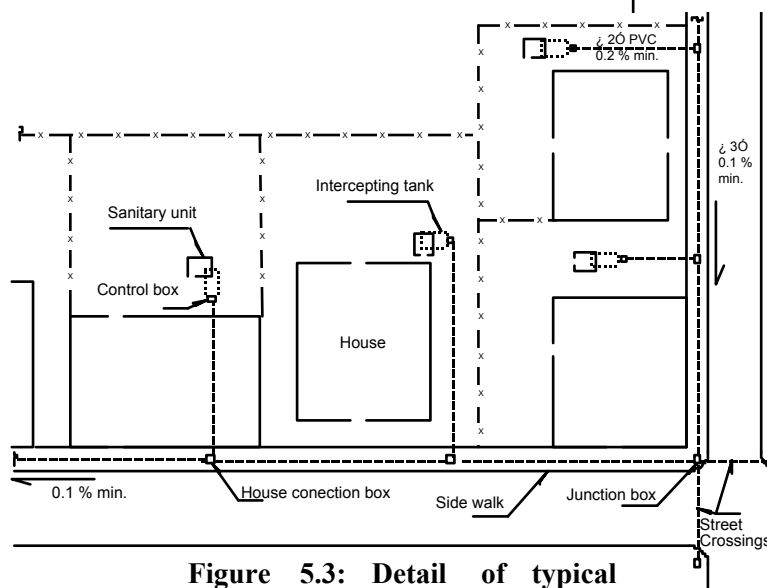 ¿ 2Ó PVC
0.2 % min.
¿ 3Ó
0.1 %
min.
Intercepting tank
Sanitary unit
Control box
House
0.1 % min.
House conection box
Side walk
Junction box
Street
Crossings
Figure 5.3: Detail of typical